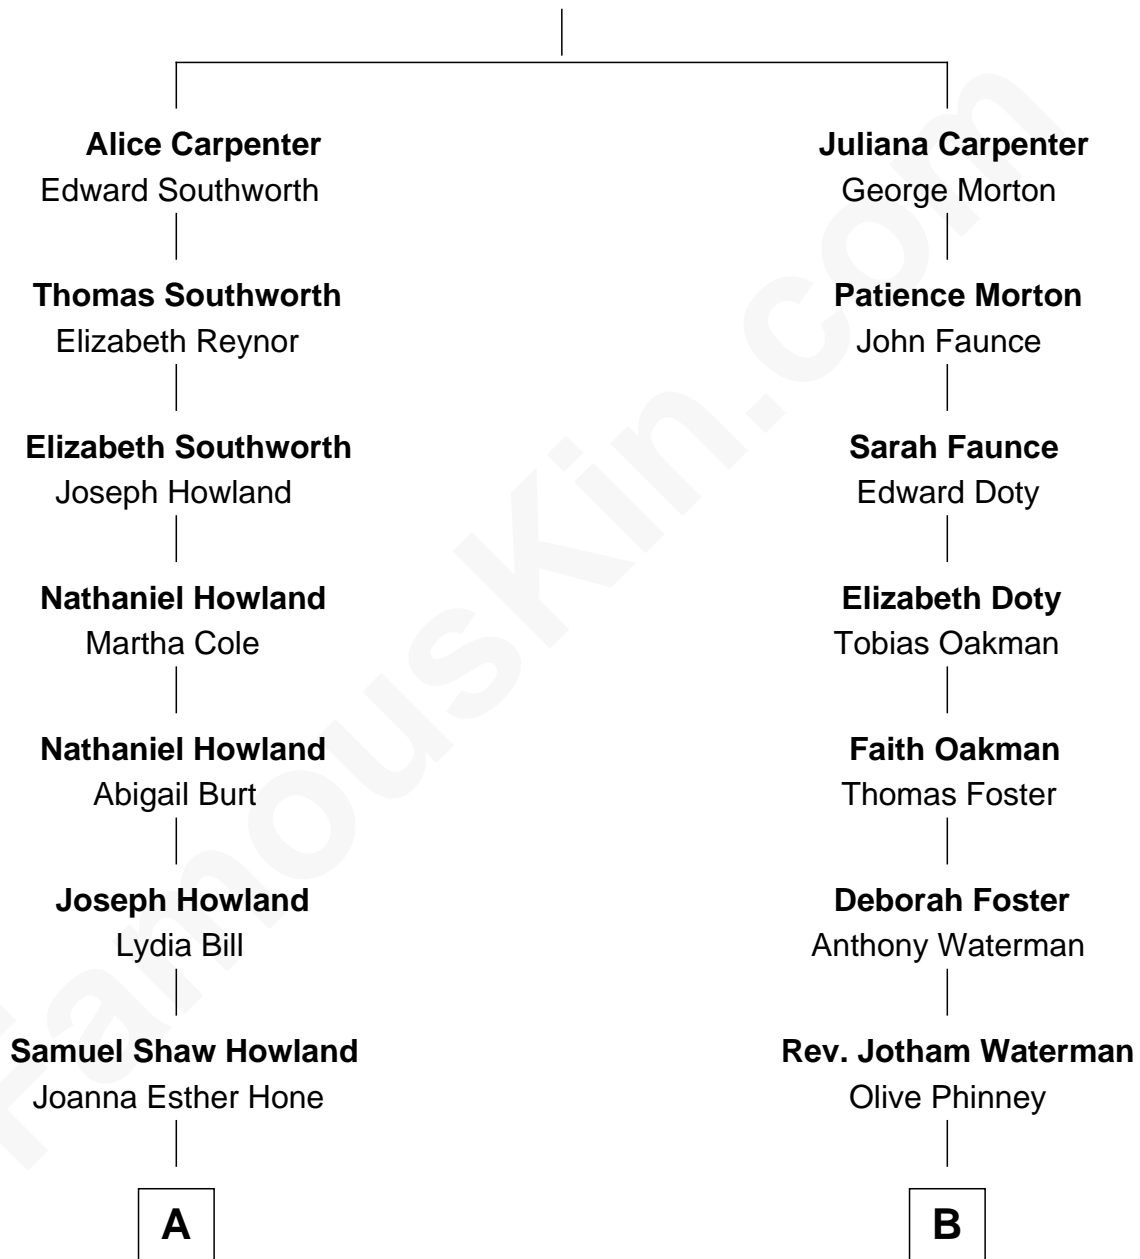 Alice Carpenter
Edward Southworth
Thomas Southworth
Elizabeth Reynor
Elizabeth Southworth
Joseph Howland
Nathaniel Howland
Martha Cole
Nathaniel Howland
Abigail Burt
Joseph Howland
Lydia Bill
Samuel Shaw Howland
Joanna Esther Hone
A
Juliana Carpenter
George Morton
Patience Morton
John Faunce
Sarah Faunce
Edward Doty
Elizabeth Doty
Tobias Oakman
Faith Oakman
Thomas Foster
Deborah Foster
Anthony Waterman
Rev. Jotham Waterman
Olive Phinney
B
FamousKin.com